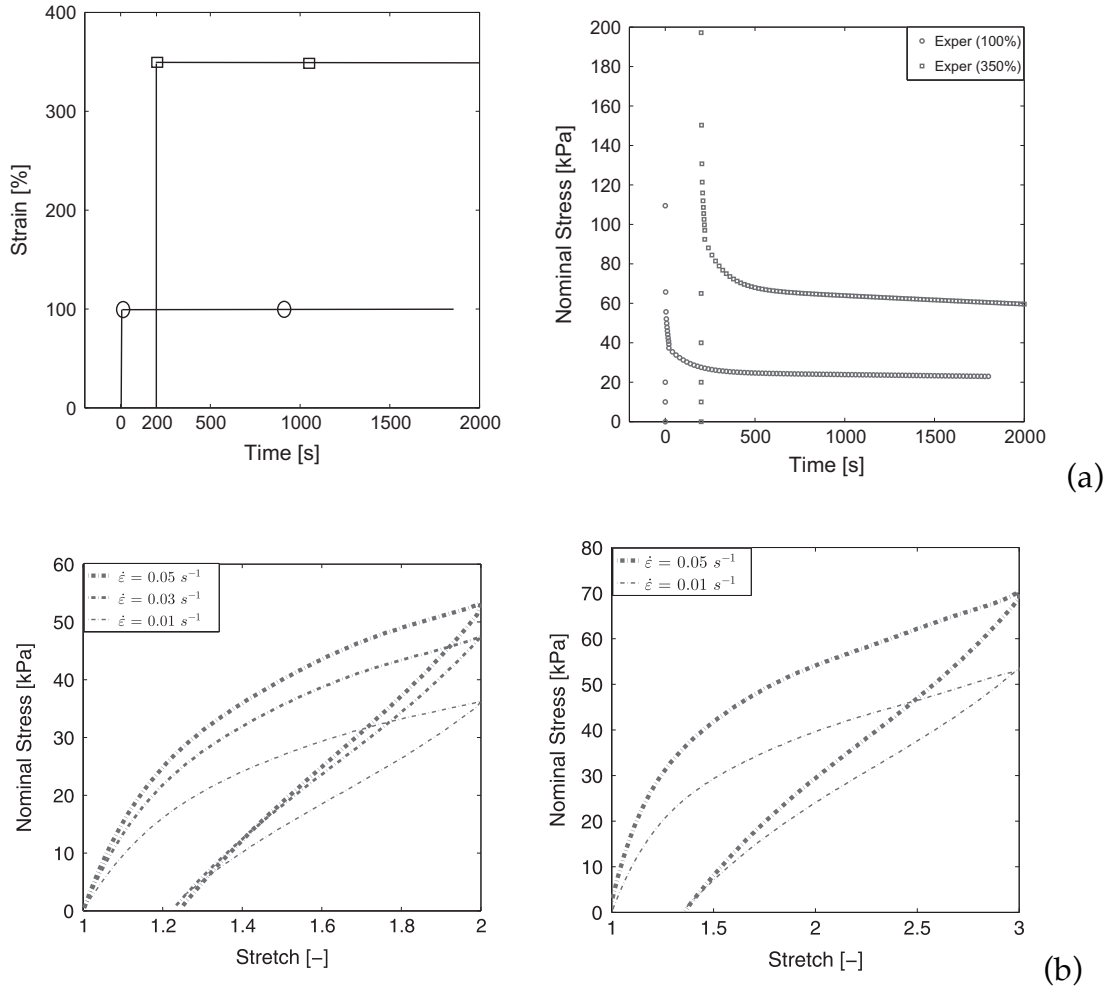 400
300
200
100
0
Strain [%]
0 200 500 1000 1500 2000
Time [s]
200
180
160
140
120
100
80
60
40
20
0
Nominal Stress [kPa]
Exper (100%)
Exper (350%)
0 500 1000 1500 2000
Time [s]
(a)
60
50
40
30
20
10
0
Nominal Stress [kPa]
ε̇ = 0.05 s⁻¹
ε̇ = 0.03 s⁻¹
ε̇ = 0.01 s⁻¹
1 1.2 1.4 1.6 1.8 2
Stretch [–]
80
70
60
50
40
30
20
10
0
Nominal Stress [kPa]
ε̇ = 0.05 s⁻¹
ε̇ = 0.01 s⁻¹
1 1.5 2 2.5 3
Stretch [–]
(b)